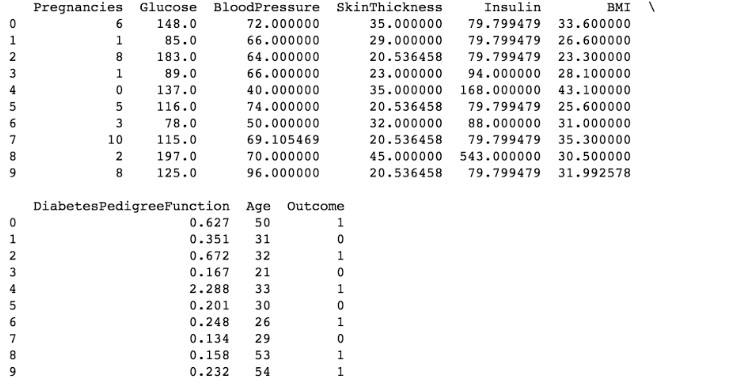 Pregnancies  Glucose  BloodPressure  SkinThickness     Insulin        BMI  \
0            6    148.0      72.000000      35.000000   79.799479  33.600000
1            1     85.0      66.000000      29.000000   79.799479  26.600000
2            8    183.0      64.000000      20.536458   79.799479  23.300000
3            1     89.0      66.000000      23.000000   94.000000  28.100000
4            0    137.0      40.000000      35.000000  168.000000  43.100000
5            5    116.0      74.000000      20.536458   79.799479  25.600000
6            3     78.0      50.000000      32.000000   88.000000  31.000000
7           10    115.0      69.105469      20.536458   79.799479  35.300000
8            2    197.0      70.000000      45.000000  543.000000  30.500000
9            8    125.0      96.000000      20.536458   79.799479  31.992578

   DiabetesPedigreeFunction  Age  Outcome
0                     0.627   50        1
1                     0.351   31        0
2                     0.672   32        1
3                     0.167   21        0
4                     2.288   33        1
5                     0.201   30        0
6                     0.248   26        1
7                     0.134   29        0
8                     0.158   53        1
9                     0.232   54        1